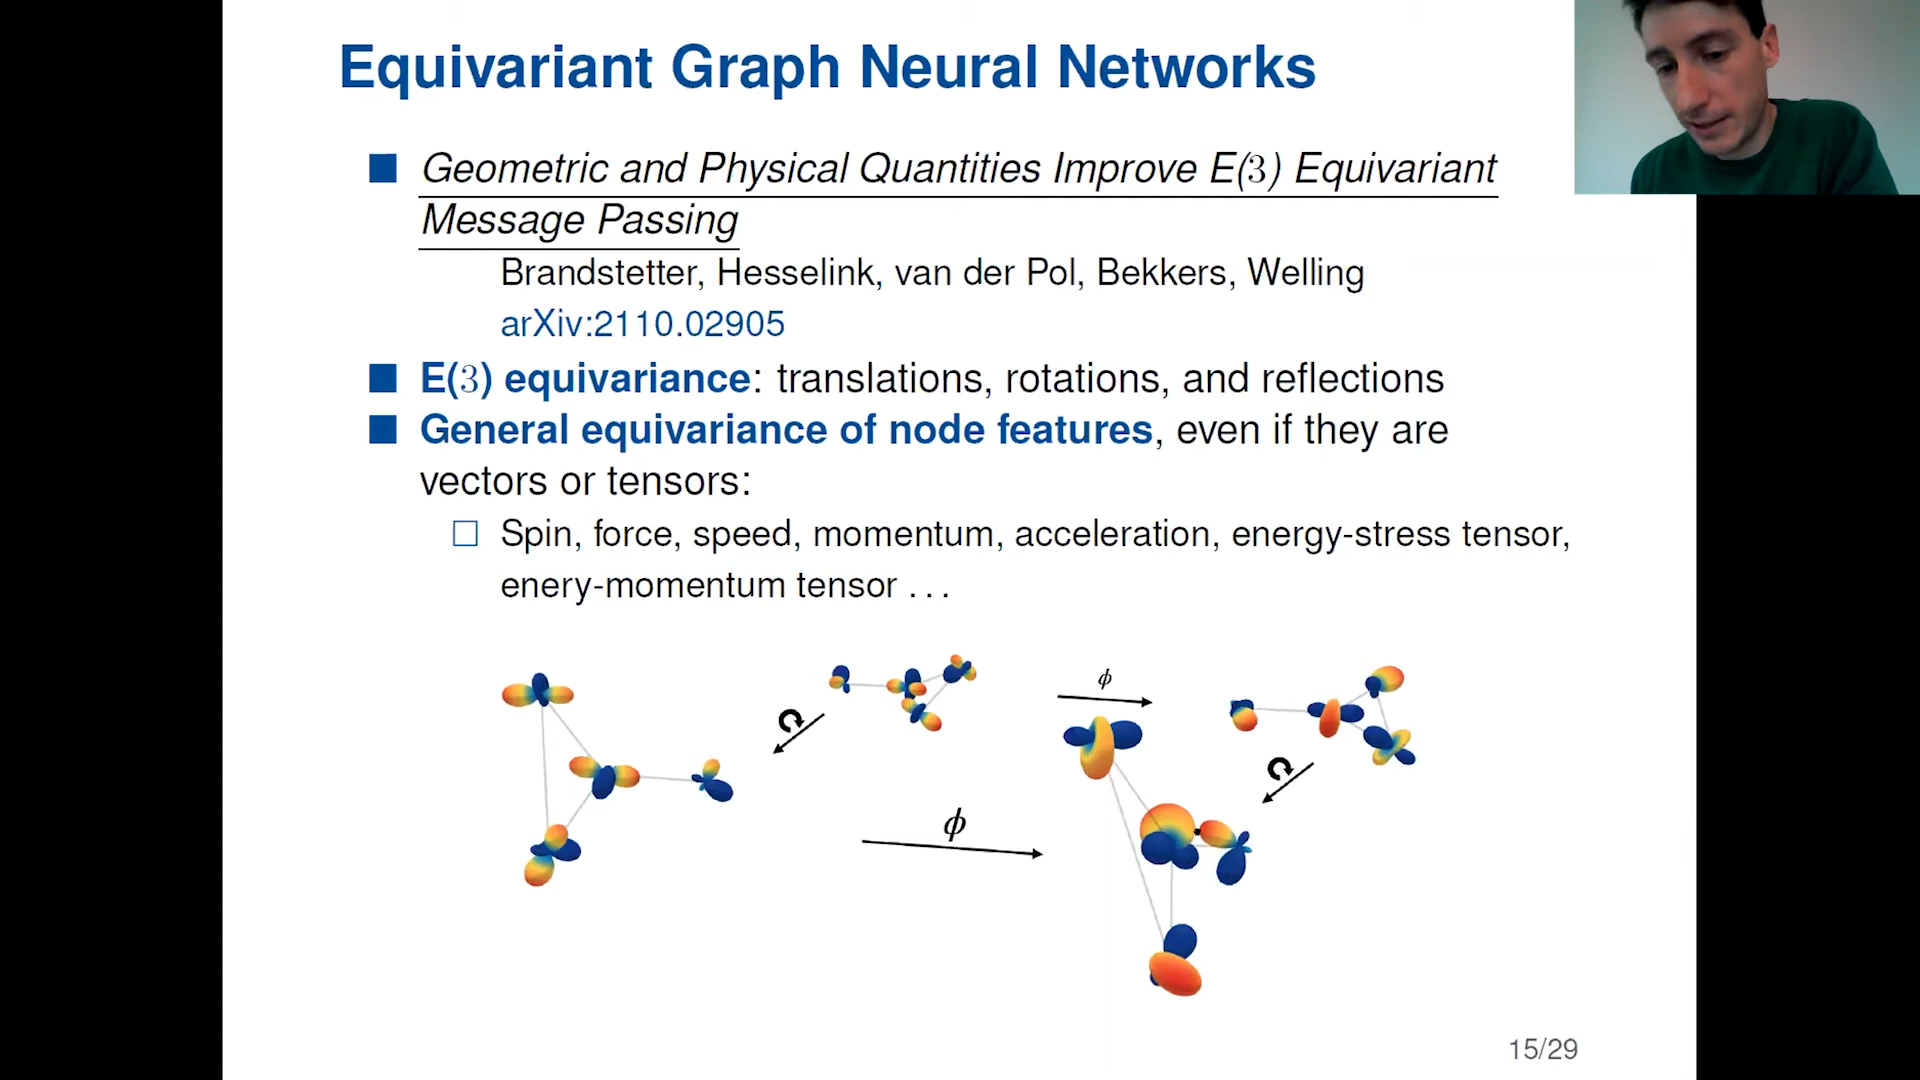 Equivariant Graph Neural Networks
Geometric and Physical Quantities Improve E(3) Equivariant
Message Passing
Brandstetter, Hesselink, van der Pol, Bekkers, Welling
arXiv:2110.02905
E(3) equivariance: translations, rotations, and reflections
General equivariance of node features, even if they are
vectors or tensors:
Spin, force, speed, momentum, acceleration, energy-stress tensor,
enery-momentum tensor ...
ϕ
ϕ
15/29